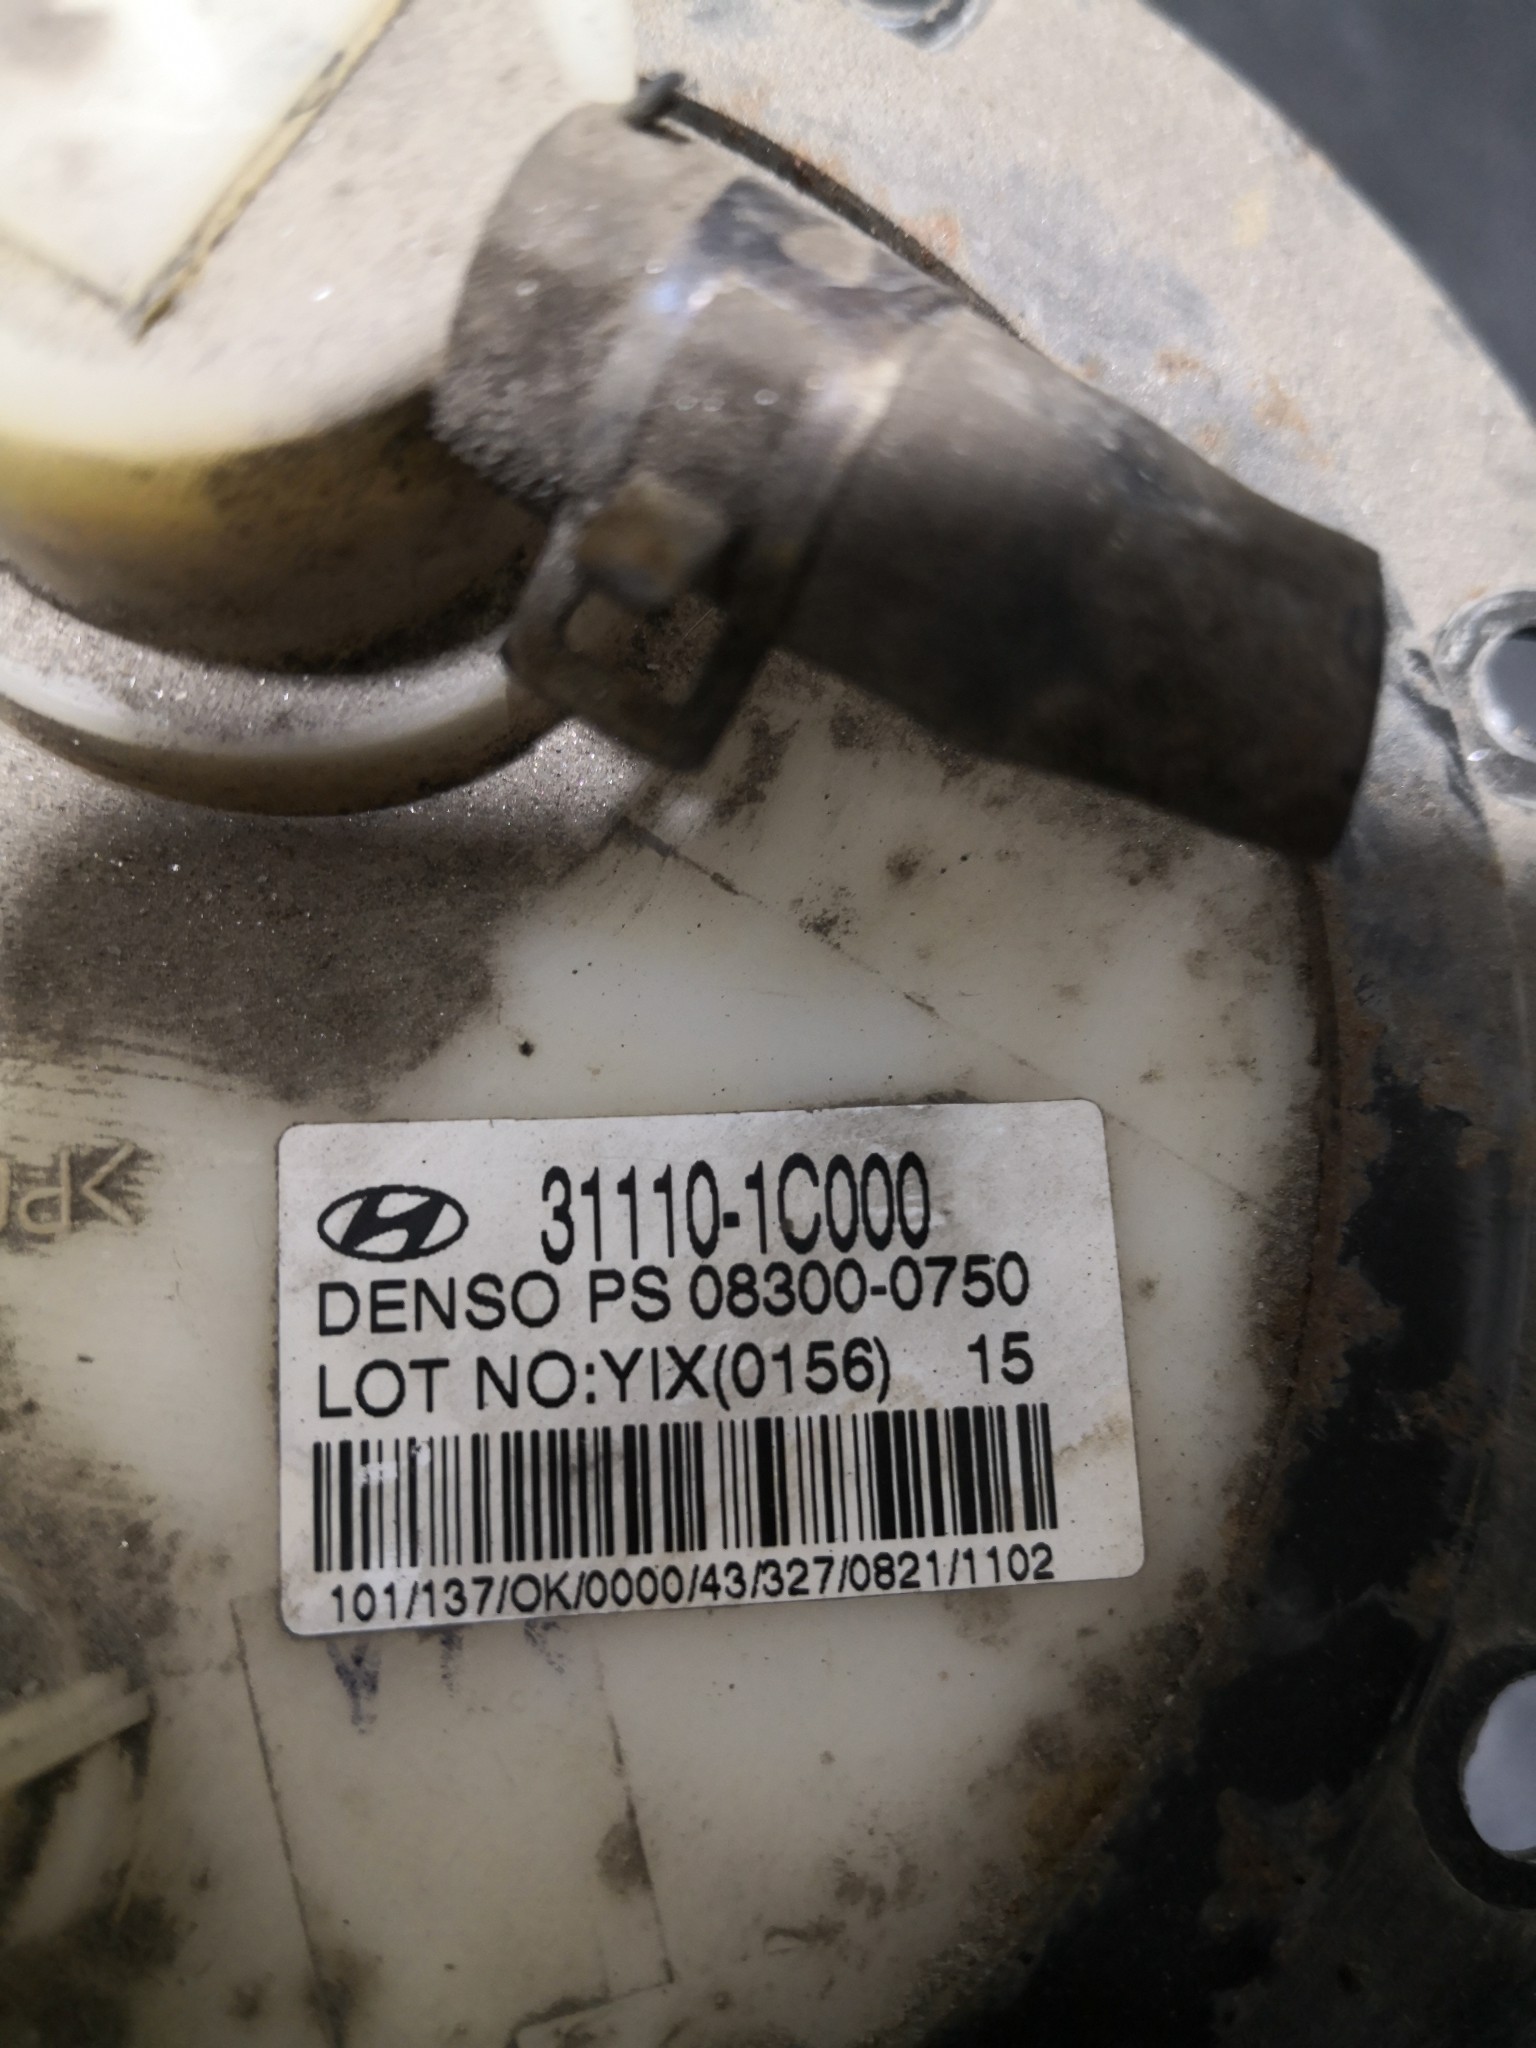 31110-1C000
DENSO PS 08300-0750
LOT NO:YIX(0156) 15
101/137/OK/0000/43/327/0821/1102